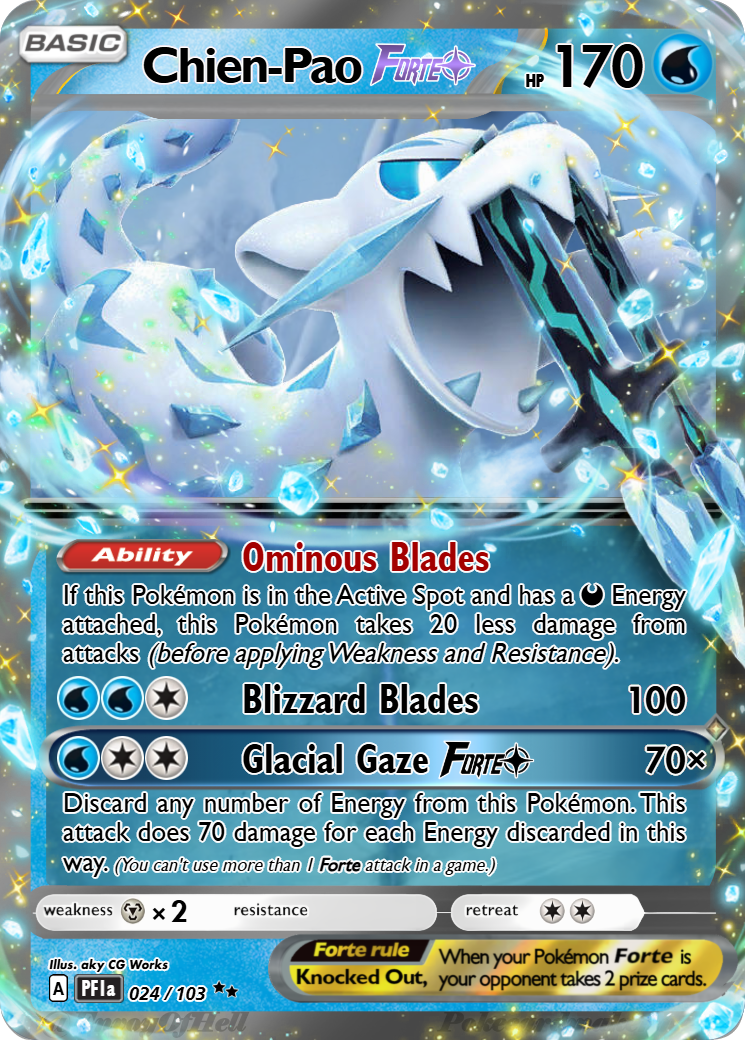 BASIC
Chien-Pao FORTE HP 170
Ability Ominous Blades
If this Pokémon is in the Active Spot and has a Energy
attached, this Pokémon takes 20 less damage from
attacks (before applying Weakness and Resistance).
Blizzard Blades 100
Glacial Gaze FORTE 70×
Discard any number of Energy from this Pokémon. This
attack does 70 damage for each Energy discarded in this
way. (You can't use more than 1 Forte attack in a game.)
weakness × 2 resistance retreat
Illus. aky CG Works
A PF1a 024 / 103
Forte rule When your Pokémon Forte is
Knocked Out, your opponent takes 2 prize cards.